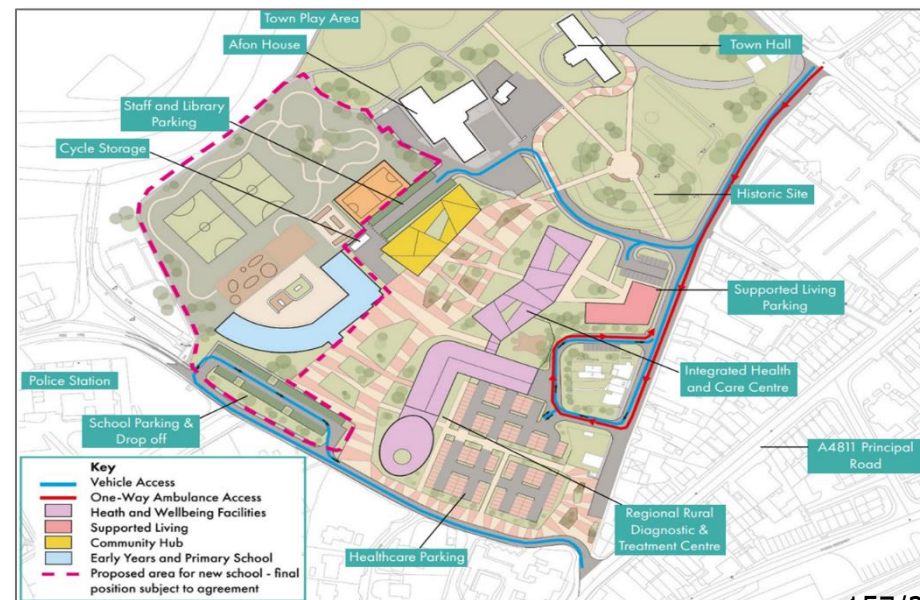 Town Play Area
Afon House
Town Hall
Staff and Library
Parking
Cycle Storage
Historic Site
Supported Living
Parking
Integrated Health
and Care Centre
Police Station
School Parking &
Drop off
A4811 Principal
Road
Key
Vehicle Access
One-Way Ambulance Access
Heath and Wellbeing Facilities
Supported Living
Community Hub
Early Years and Primary School
Proposed area for new school - final
position subject to agreement
Healthcare Parking
Regional Rural
Diagnostic &
Treatment Centre